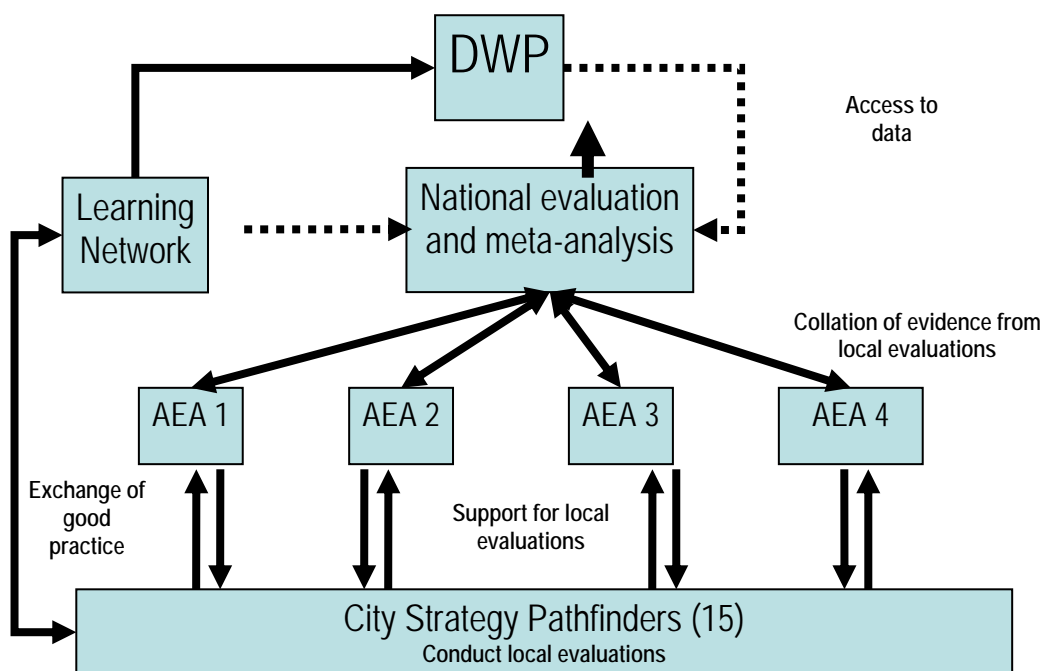 DWP
Access to
data
Learning
Network
National evaluation
and meta-analysis
Collation of evidence from
local evaluations
AEA 1
AEA 2
AEA 3
AEA 4
Exchange of
good
practice
Support for local
evaluations
City Strategy Pathfinders (15)
Conduct local evaluations